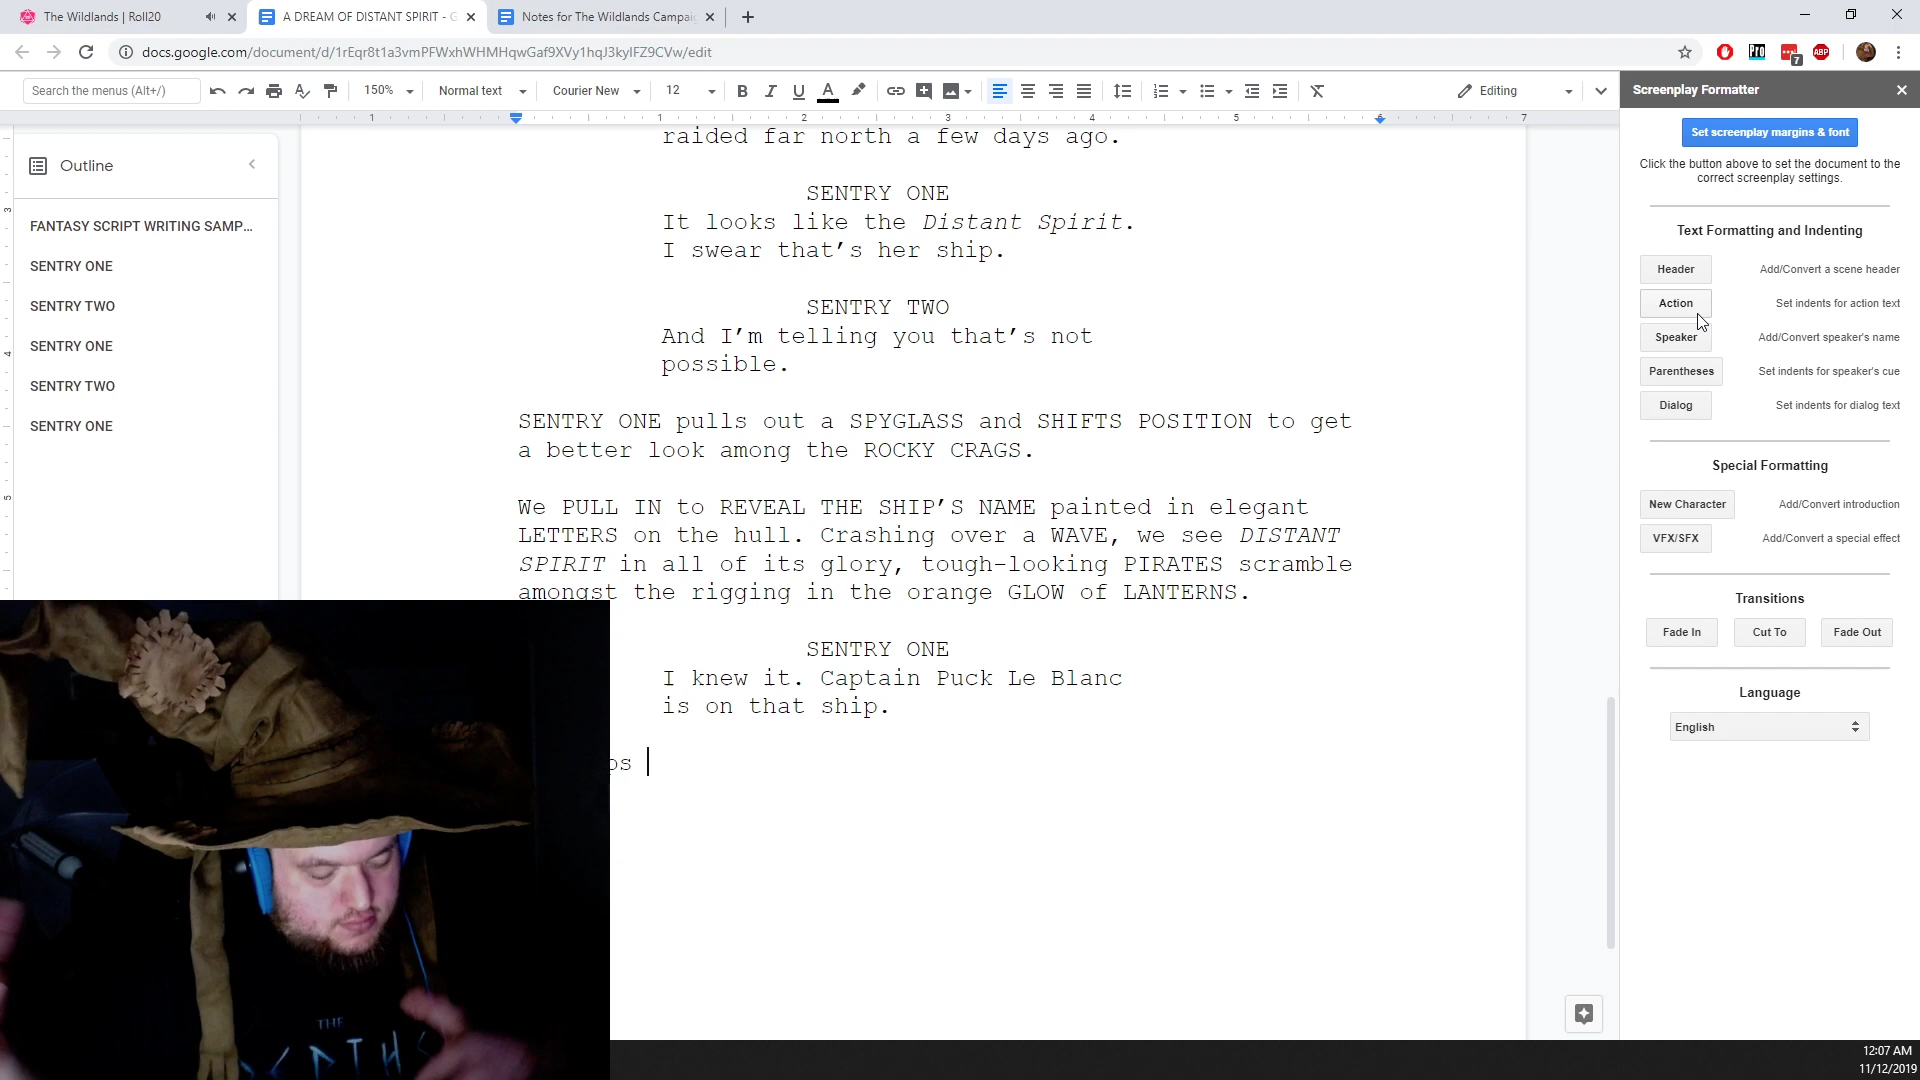 The Wildlands | Roll20
A DREAM OF DISTANT SPIRIT - G
Notes for The Wildlands Campai
docs.google.com/document/d/1rEqr8t1a3vmPFWxhWHMHqwGaf9XVy1hqJ3kyIFZ9CVw/edit
Search the menus (Alt+/)
150%
Normal text
Courier New
12
Editing
Screenplay Formatter
Set screenplay margins & font
Click the button above to set the document to the
correct screenplay settings.
Text Formatting and Indenting
Header Add/Convert a scene header
Action Set indents for action text
Speaker Add/Convert speaker's name
Parentheses Set indents for speaker's cue
Dialog Set indents for dialog text
Special Formatting
New Character Add/Convert introduction
VFX/SFX Add/Convert a special effect
Transitions
Fade In Cut To Fade Out
Language
English
Outline
FANTASY SCRIPT WRITING SAMP...
SENTRY ONE
SENTRY TWO
SENTRY ONE
SENTRY TWO
SENTRY ONE
raided far north a few days ago.
SENTRY ONE
It looks like the Distant Spirit.
I swear that's her ship.
SENTRY TWO
And I'm telling you that's not
possible.
SENTRY ONE pulls out a SPYGLASS and SHIFTS POSITION to get
a better look among the ROCKY CRAGS.
We PULL IN to REVEAL THE SHIP'S NAME painted in elegant
LETTERS on the hull. Crashing over a WAVE, we see DISTANT
SPIRIT in all of its glory, tough-looking PIRATES scramble
amongst the rigging in the orange GLOW of LANTERNS.
SENTRY ONE
I knew it. Captain Puck Le Blanc
is on that ship.
THE
12:07 AM
11/12/2019